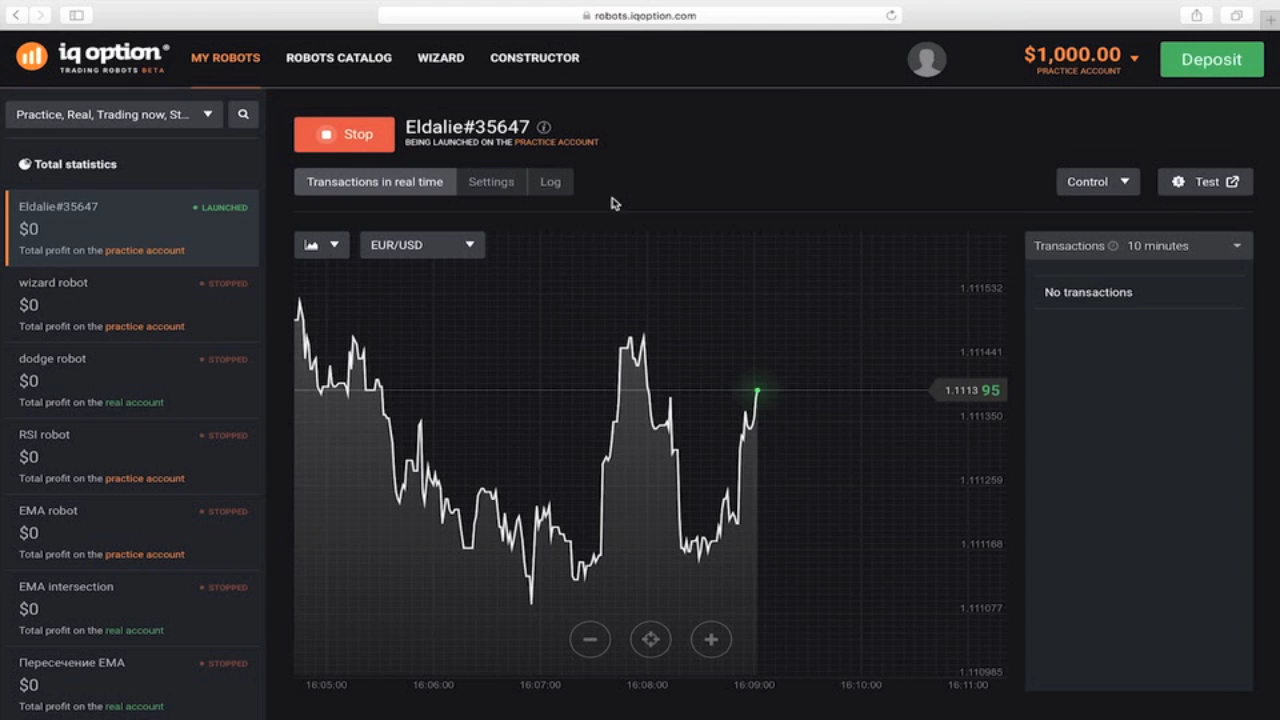 robots.iqoption.com
iq option®
TRADING ROBOTS BETA
MY ROBOTS
ROBOTS CATALOG
WIZARD
CONSTRUCTOR
$1,000.00
PRACTICE ACCOUNT
Deposit
Practice, Real, Trading now, St...
Total statistics
Eldalie#35647
LAUNCHED
$0
Total profit on the practice account
wizard robot
STOPPED
$0
Total profit on the practice account
dodge robot
STOPPED
$0
Total profit on the real account
RSI robot
STOPPED
$0
Total profit on the practice account
EMA robot
STOPPED
$0
Total profit on the practice account
EMA intersection
STOPPED
$0
Total profit on the real account
Пересечение EMA
STOPPED
$0
Total profit on the real account
Stop
Eldalie#35647
BEING LAUNCHED ON THE PRACTICE ACCOUNT
Transactions in real time
Settings
Log
Control
Test
EUR/USD
1.111532
1.111441
1.1113 95
1.111350
1.111259
1.111168
1.111077
1.110985
16:05:00
16:06:00
16:07:00
16:08:00
16:09:00
16:10:00
16:11:00
Transactions
10 minutes
No transactions